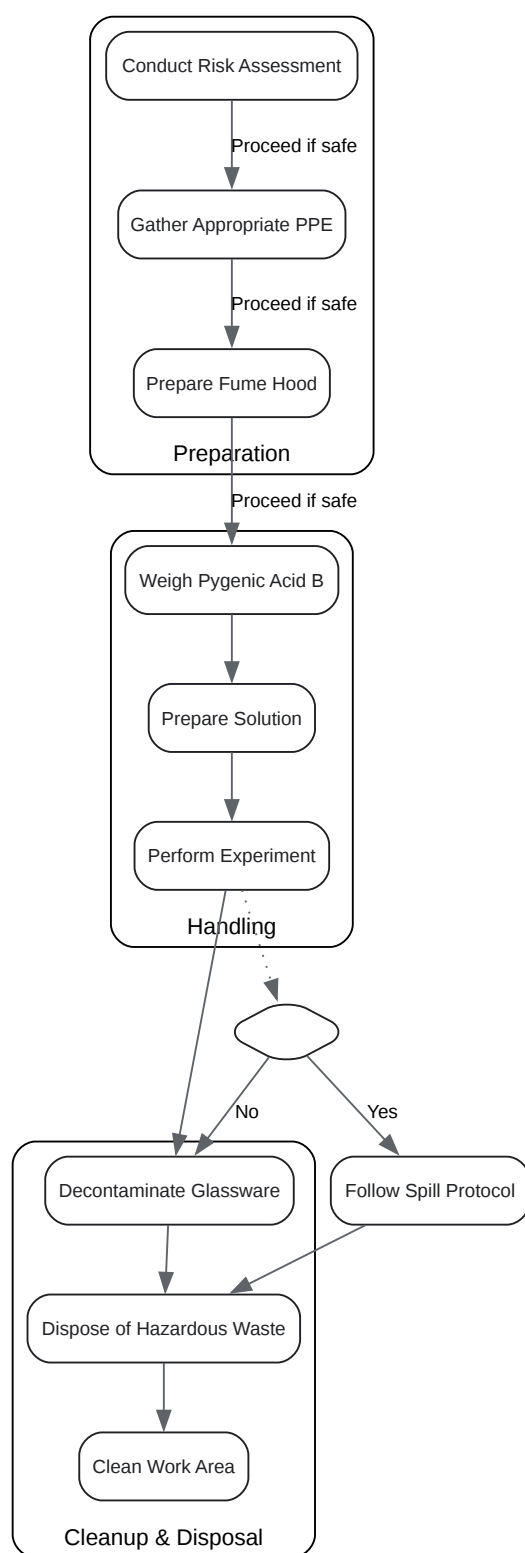 Conduct Risk Assessment
Proceed if safe
Gather Appropriate PPE
Proceed if safe
Prepare Fume Hood
Preparation
Proceed if safe
Weigh Pygenic Acid B
Prepare Solution
Perform Experiment
Handling
No
Yes
Decontaminate Glassware
Follow Spill Protocol
Dispose of Hazardous Waste
Clean Work Area
Cleanup & Disposal